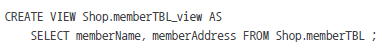 CREATE VIEW Shop.memberTBL_view AS
SELECT memberName, memberAddress FROM Shop.memberTBL ;